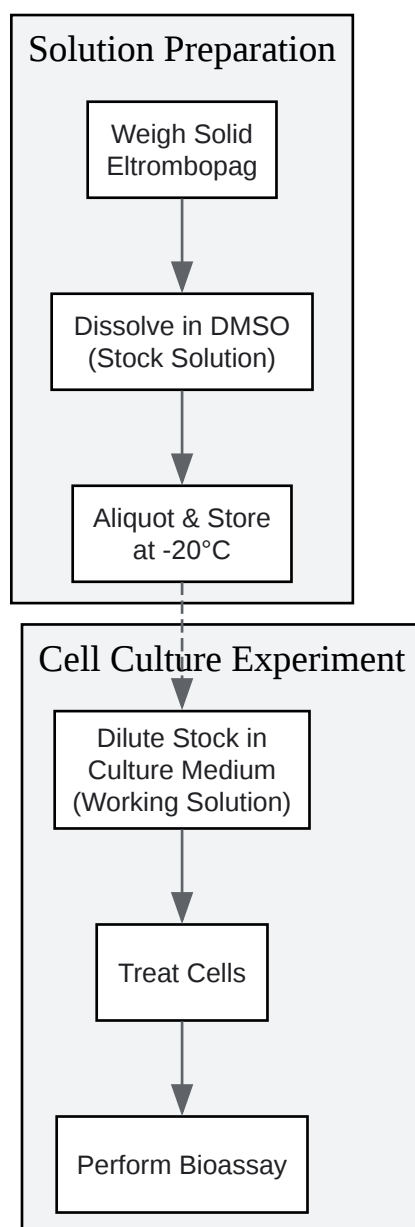 Solution Preparation
Weigh Solid
Eltrombopag
Dissolve in DMSO
(Stock Solution)
Aliquot & Store
at -20°C
Cell Culture Experiment
Dilute Stock in
Culture Medium
(Working Solution)
Treat Cells
Perform Bioassay